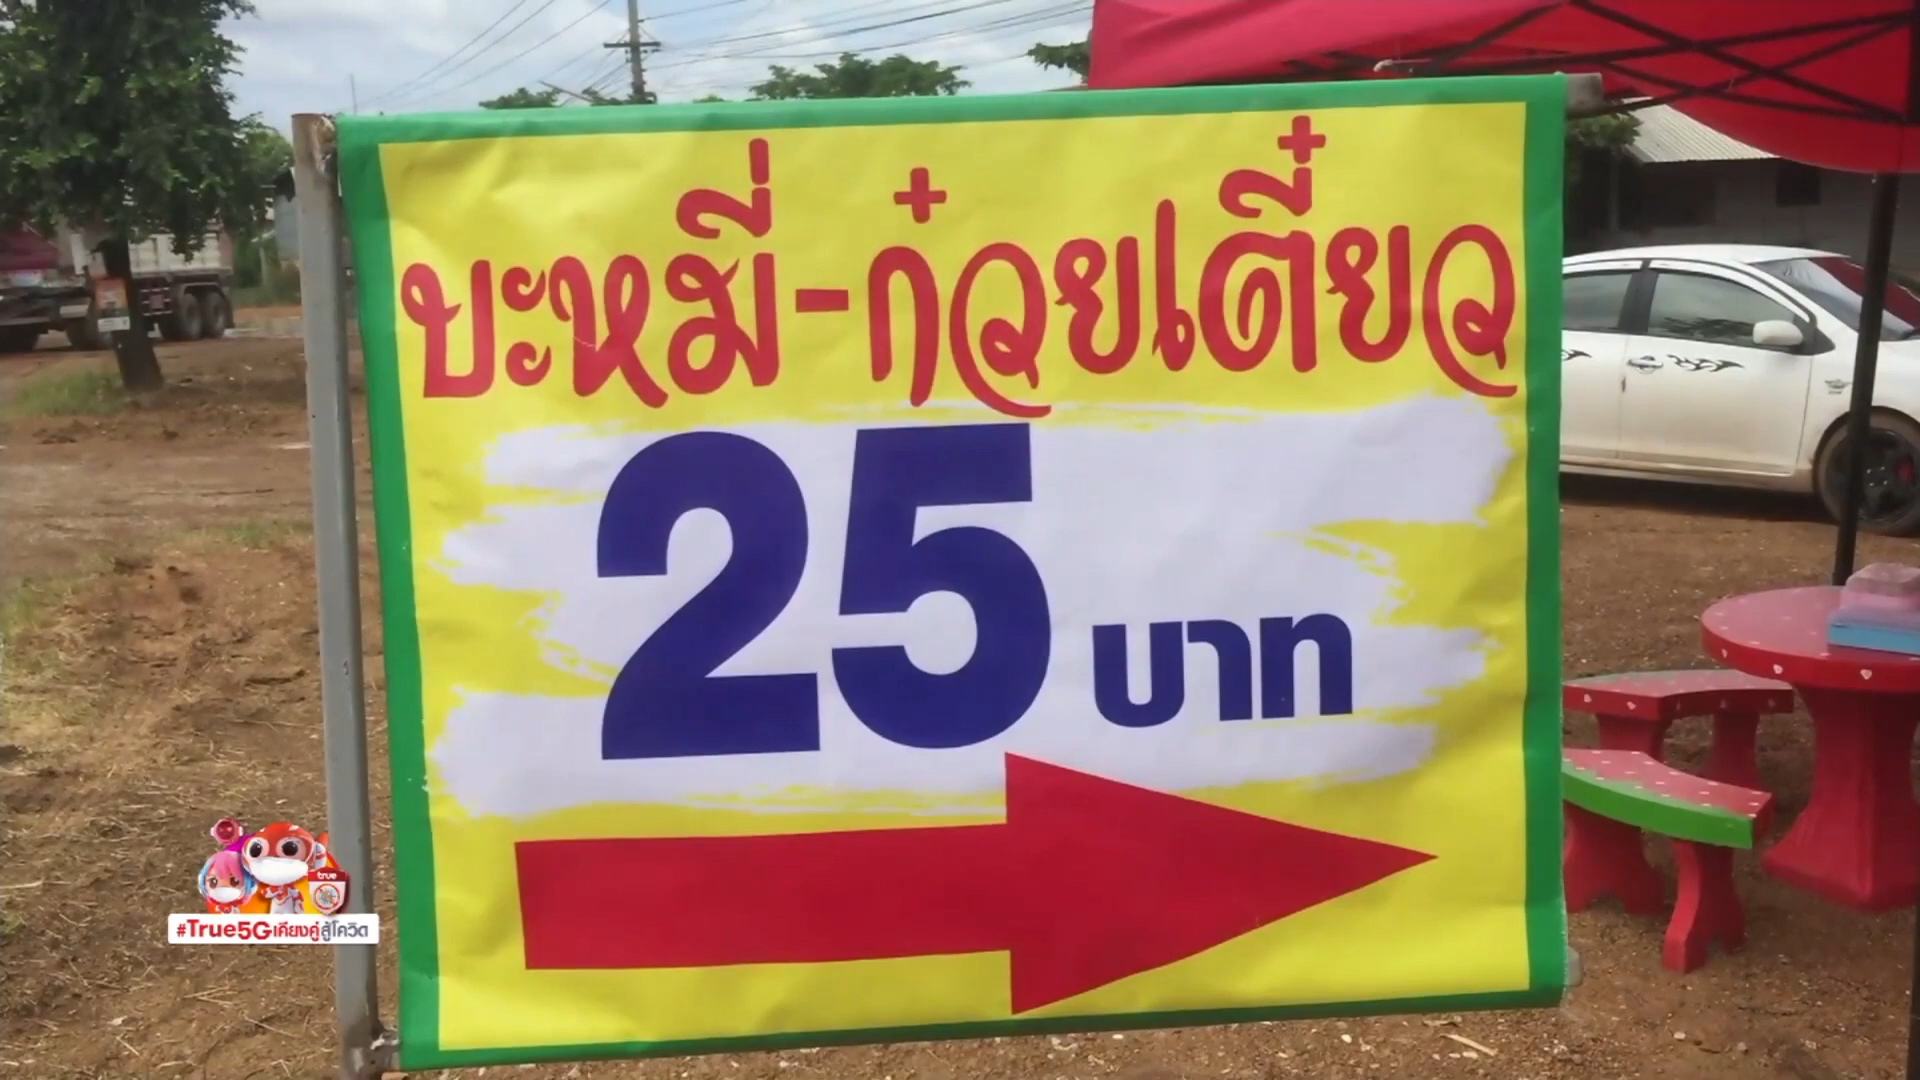 บะหมี่-ก๋วยเตี๋ยว
25 บาท
true
#True5Gเคียงคู่สู้โควิด